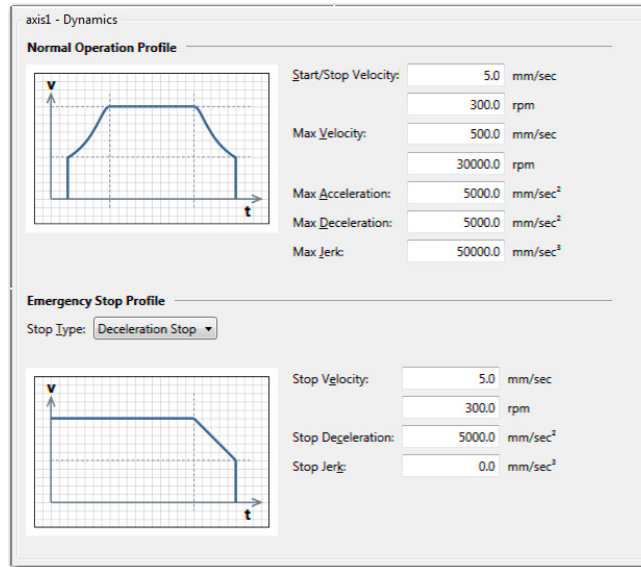 axis1 - Dynamics
Normal Operation Profile
v
t
Start/Stop Velocity: 5.0 mm/sec
300.0 rpm
Max Velocity: 500.0 mm/sec
30000.0 rpm
Max Acceleration: 5000.0 mm/sec²
Max Deceleration: 5000.0 mm/sec²
Max Jerk: 50000.0 mm/sec³
Emergency Stop Profile
Stop Type: Deceleration Stop
v
t
Stop Velocity: 5.0 mm/sec
300.0 rpm
Stop Deceleration: 5000.0 mm/sec²
Stop Jerk: 0.0 mm/sec³